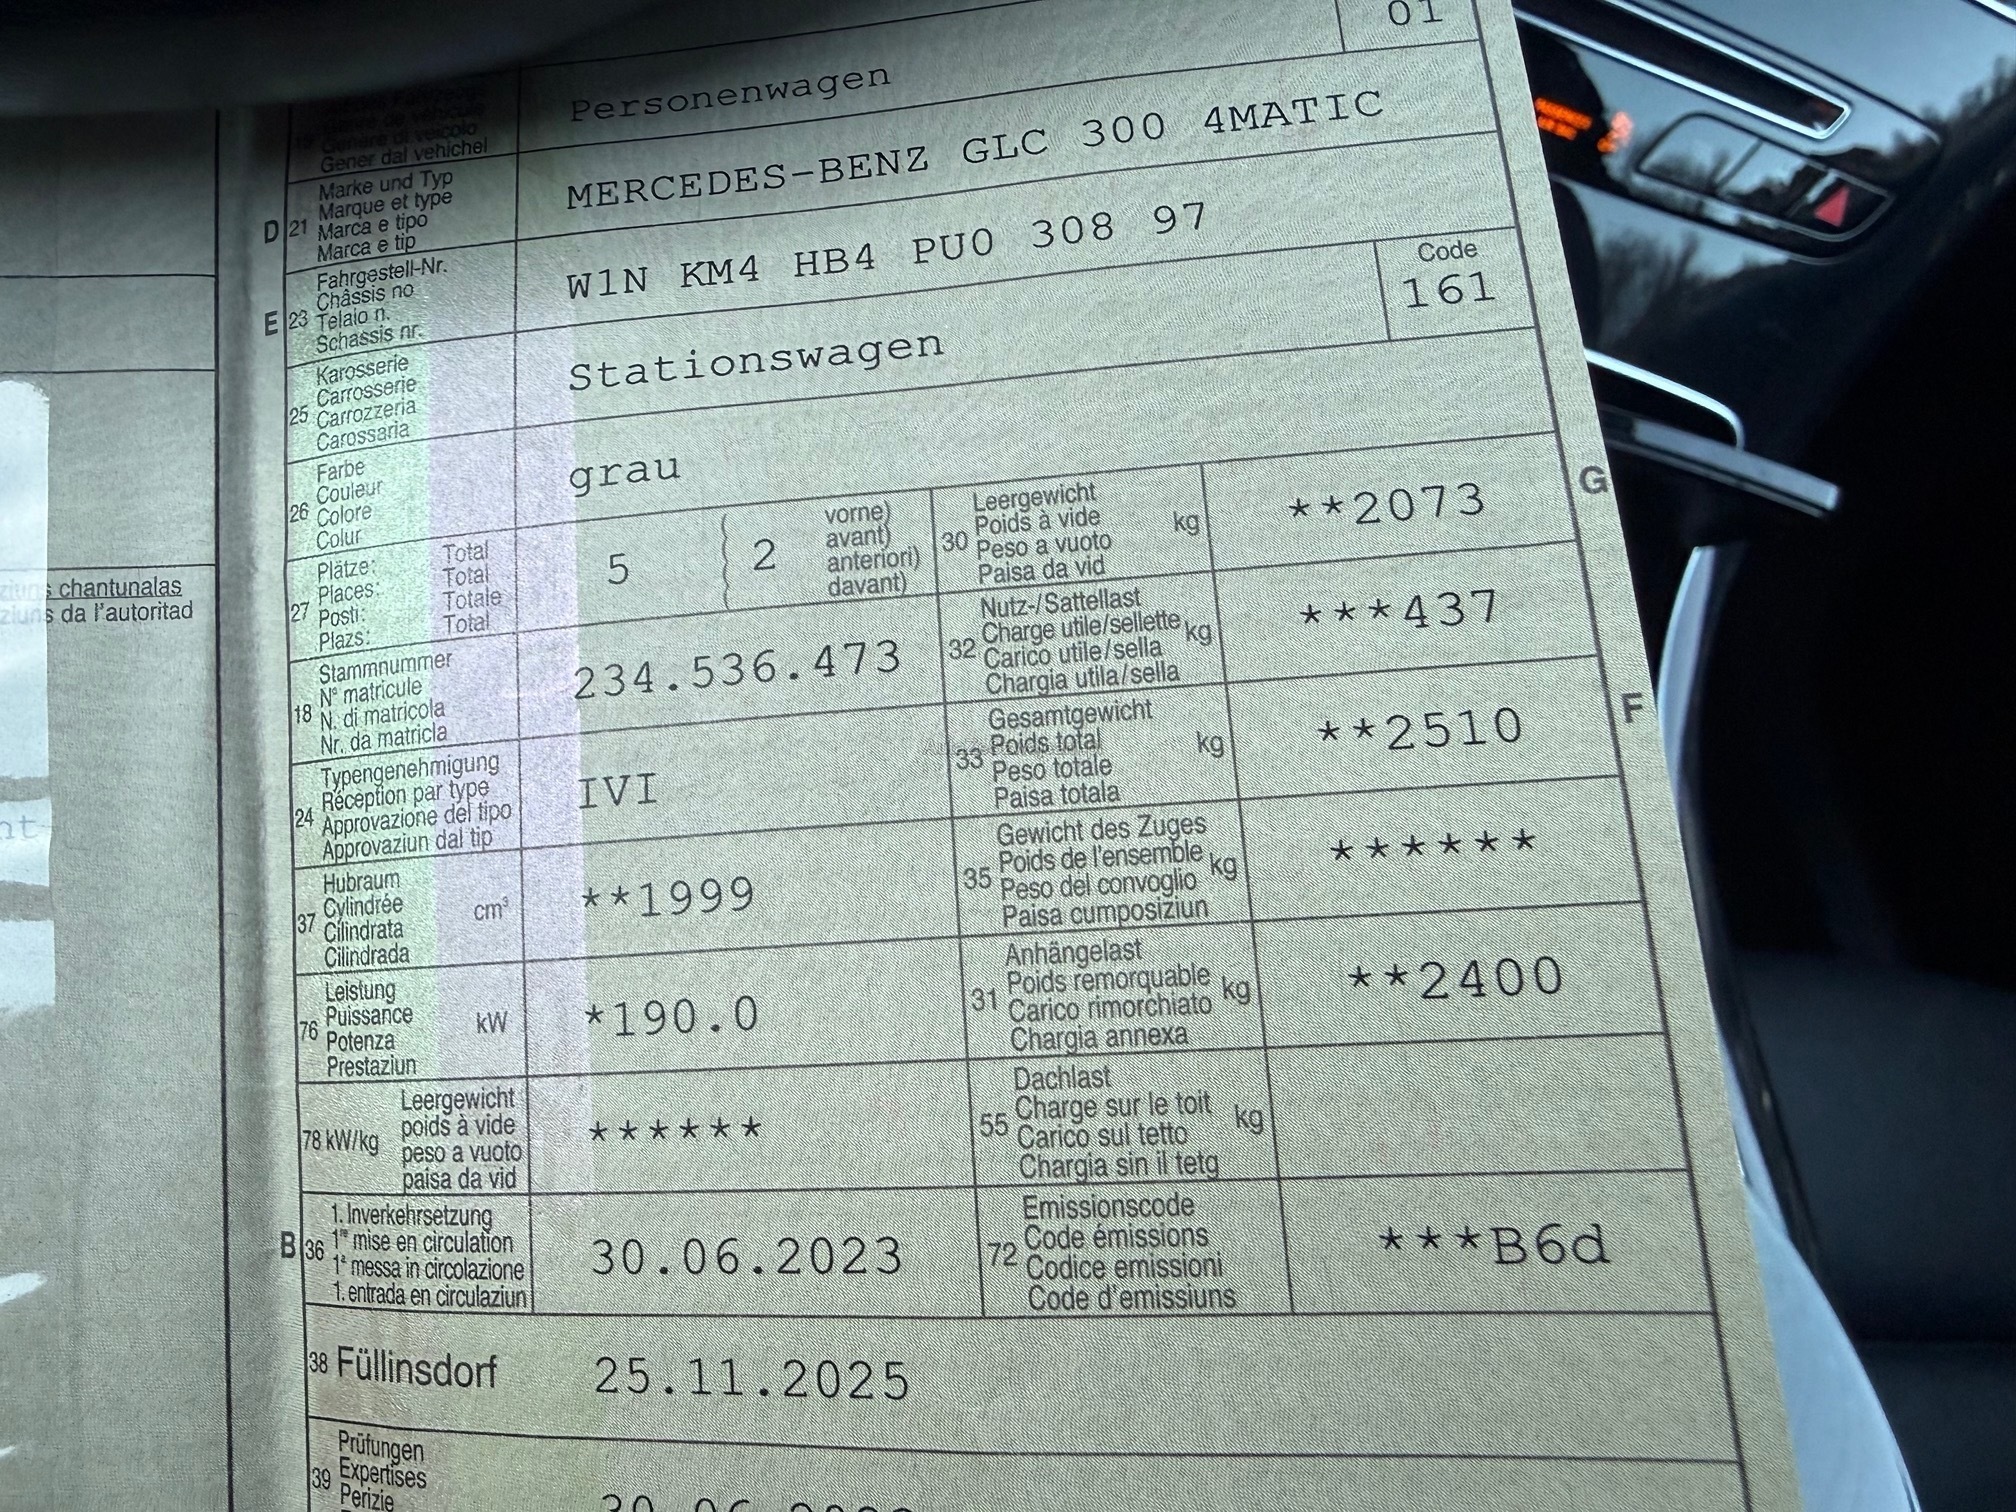 01
Personenwagen
Genere di veicolo
Gener dal vehichel
D 21 Marke und Typ
Marque et type
Marca e tipo
Marca e tip
MERCEDES-BENZ GLC 300 4MATIC
E 23 Fahrgestell-Nr.
Châssis no
Telaio n.
Schassis nr.
W1N KM4 HB4 PU0 308 97
25 Karosserie
Carrosserie
Carrozzeria
Carossaria
Stationswagen
Code
161
26 Farbe
Couleur
Colore
Colur
grau
27 Plätze: Total
Places: Total
Posti: Totale
Plazs: Total
5 { 2 vorne)
avant)
anteriori)
davant)
30 Leergewicht
Poids à vide
Peso a vuoto
Paisa da vid
kg
**2073
G
s chantunalas
s da l'autoritad
18 Stammnummer
N° matricule
N. di matricola
Nr. da matricla
234.536.473
32 Nutz-/Sattellast
Charge utile/sellette
Carico utile/sella
Chargia utila/sella
kg
***437
24 Typengenehmigung
Réception par type
Approvazione del tipo
Approvaziun dal tip
IVI
33 Gesamtgewicht
Poids total
Peso totale
Paisa totala
kg
**2510
F
37 Hubraum
Cylindrée
Cilindrata
Cilindrada
cm³
**1999
35 Gewicht des Zuges
Poids de l'ensemble
Peso del convoglio
Paisa cumposiziun
kg
******
76 Leistung
Puissance
Potenza
Prestaziun
kW
*190.0
31 Anhängelast
Poids remorquable
Carico rimorchiato
Chargia annexa
kg
**2400
78 kW/kg Leergewicht
poids à vide
peso a vuoto
paisa da vid
******
55 Dachlast
Charge sur le toit
Carico sul tetto
Chargia sin il tetg
kg
B 36 1. Inverkehrsetzung
1re mise en circulation
1a messa in circolazione
1. entrada en circulaziun
30.06.2023
72 Emissionscode
Code émissions
Codice emissioni
Code d'emissiuns
***B6d
38 Füllinsdorf
25.11.2025
39 Prüfungen
Expertises
Perizie